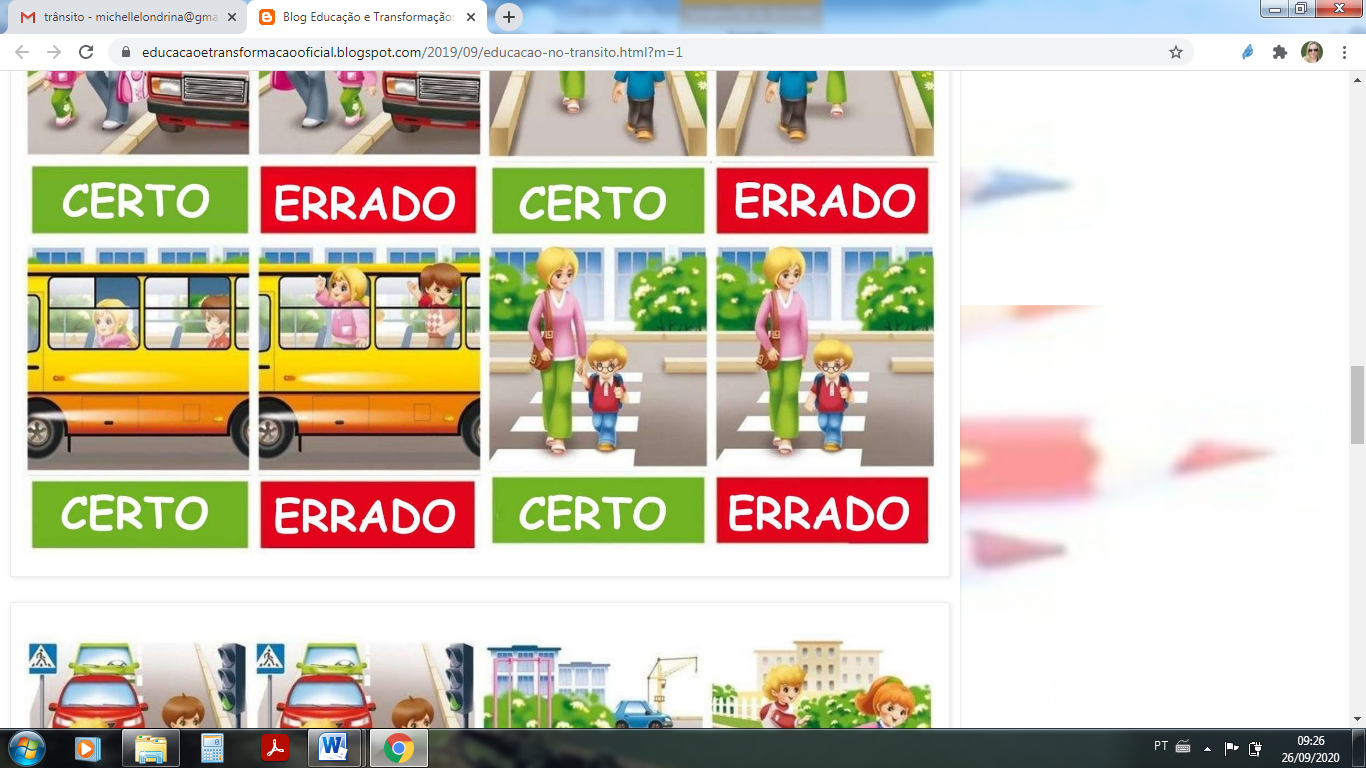 trânsito - michellelondrina@gma
Blog Educação e Transformação:
educacaoetransformacaooficial.blogspot.com/2019/09/educacao-no-transito.html?m=1
CERTO ERRADO CERTO ERRADO
CERTO ERRADO CERTO ERRADO
PT
09:26
26/09/2020